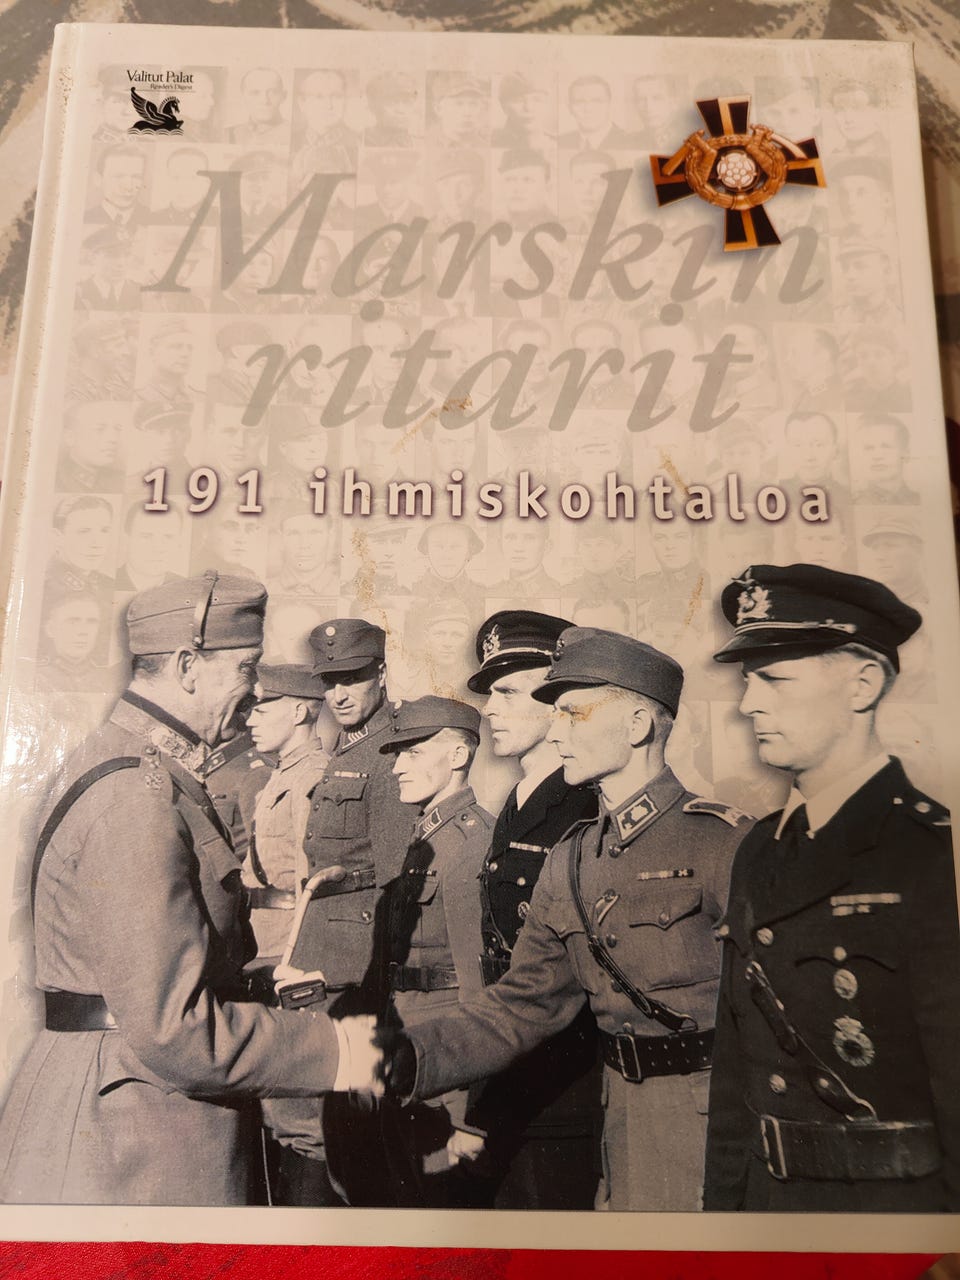 Valitut Palat
Reader's Digest
Marskin
ritarit
191 ihmiskohtaloa